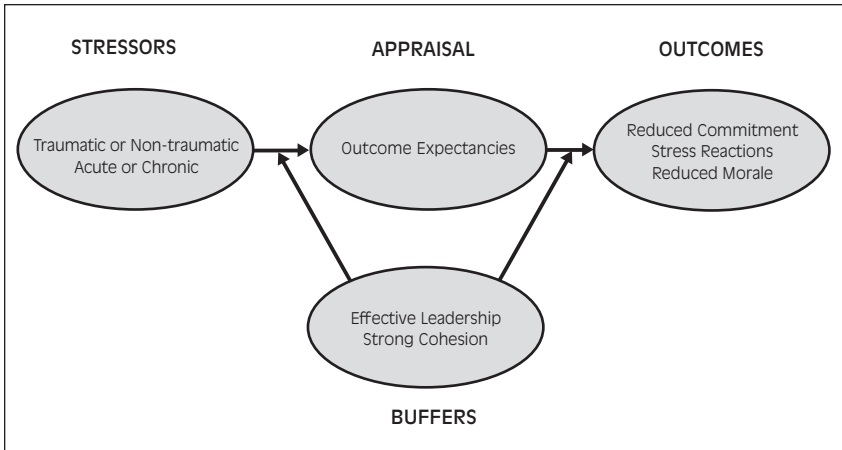 STRESSORS
APPRAISAL
OUTCOMES
Traumatic or Non-traumatic
Acute or Chronic
Outcome Expectancies
Reduced Commitment
Stress Reactions
Reduced Morale
Effective Leadership
Strong Cohesion
BUFFERS